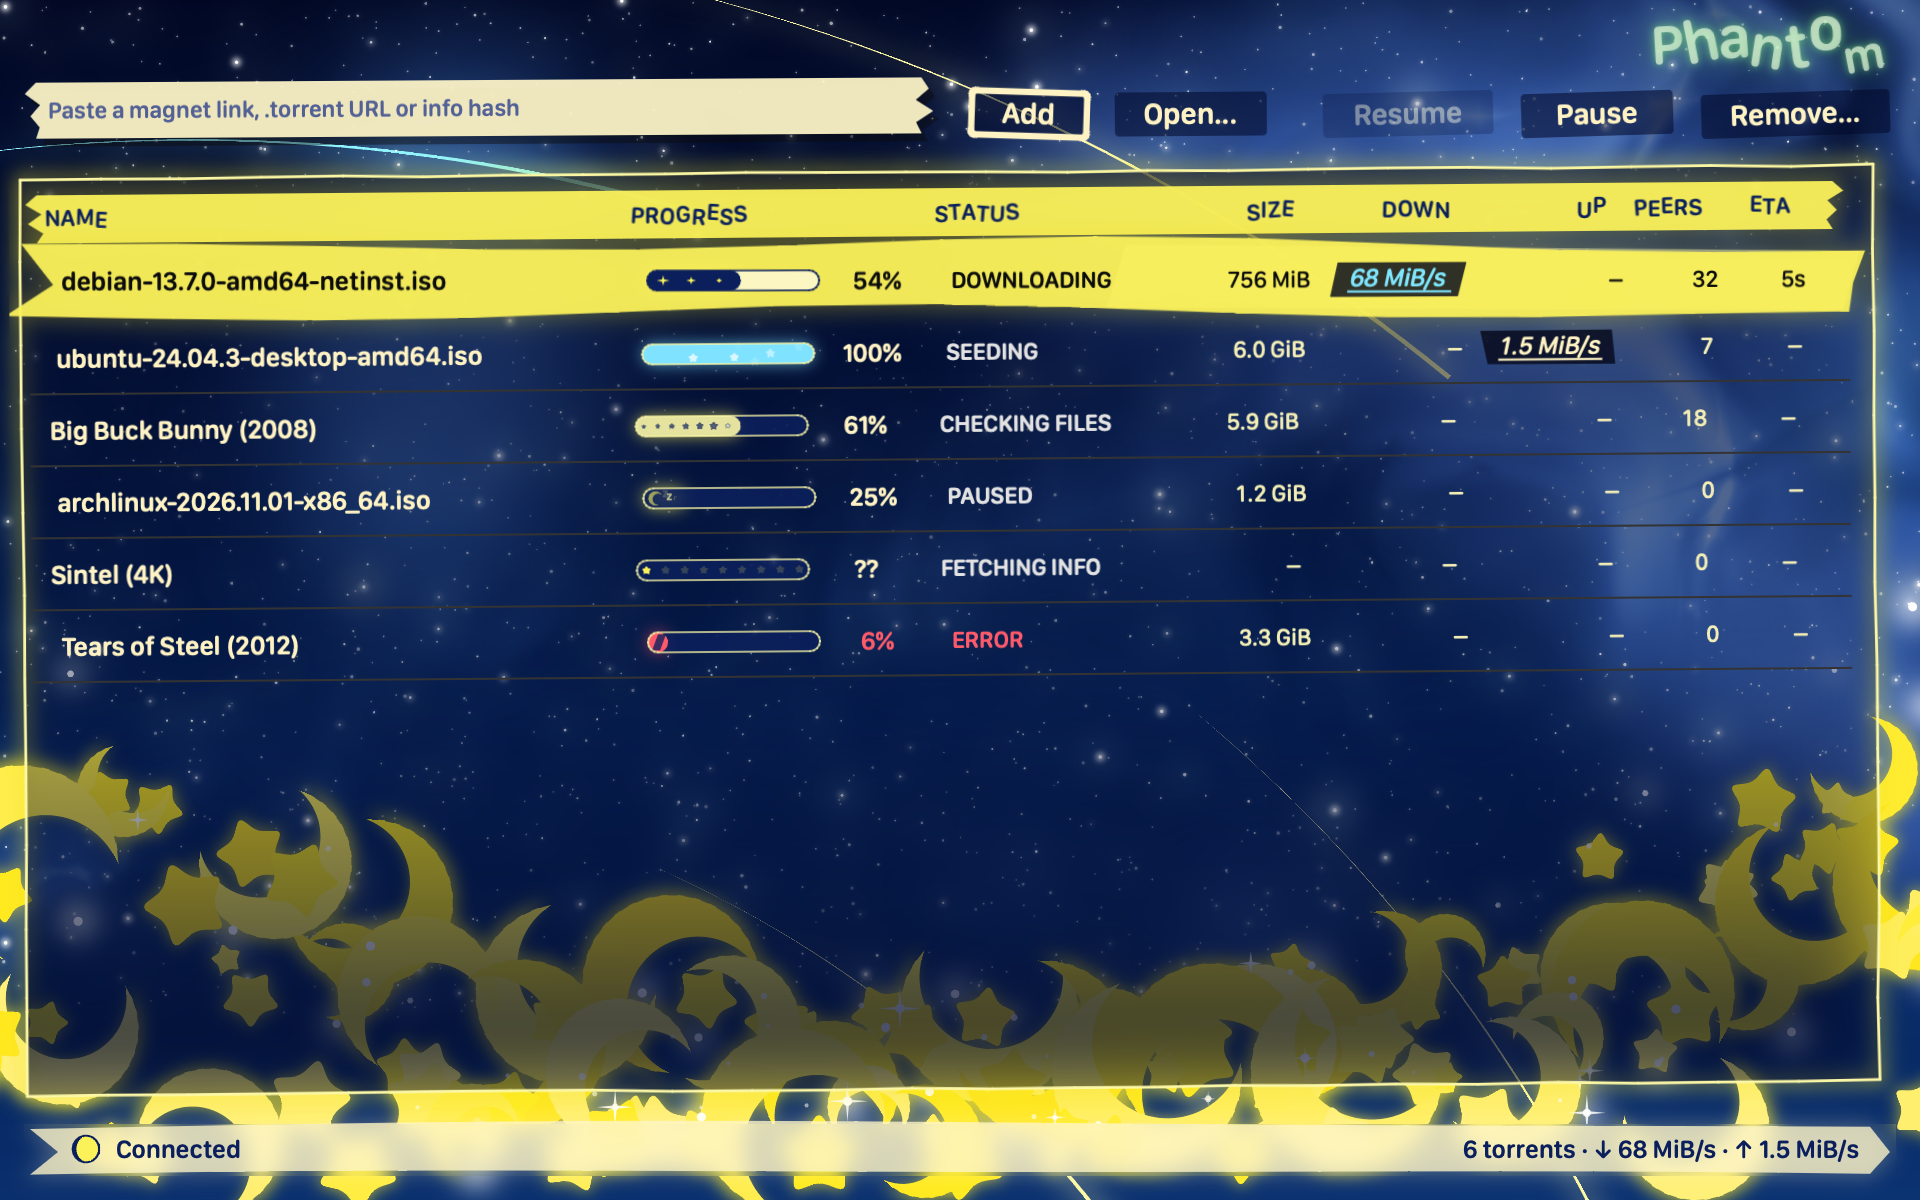 Phantom
Paste a magnet link, .torrent URL or info hash
Add Open... Resume Pause Remove...
NAME PROGRESS STATUS SIZE DOWN UP PEERS ETA
debian-13.7.0-amd64-netinst.iso 54% DOWNLOADING 756 MiB 68 MiB/s – 32 5s
ubuntu-24.04.3-desktop-amd64.iso 100% SEEDING 6.0 GiB – 1.5 MiB/s 7 –
Big Buck Bunny (2008) 61% CHECKING FILES 5.9 GiB – – 18 –
archlinux-2026.11.01-x86_64.iso z 25% PAUSED 1.2 GiB – – 0 –
Sintel (4K) ?? FETCHING INFO – – – 0 –
Tears of Steel (2012) 6% ERROR 3.3 GiB – – 0 –
Connected 6 torrents · ↓ 68 MiB/s · ↑ 1.5 MiB/s